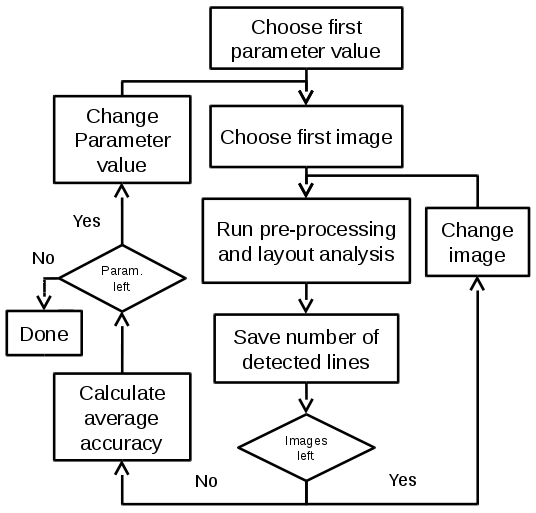 Choose first
parameter value
Change
Parameter
value
Choose first image
Yes
Run pre-processing
and layout analysis
Change
image
No
Param.
left
Done
Save number of
detected lines
Calculate
average
accuracy
Images
left
No
Yes